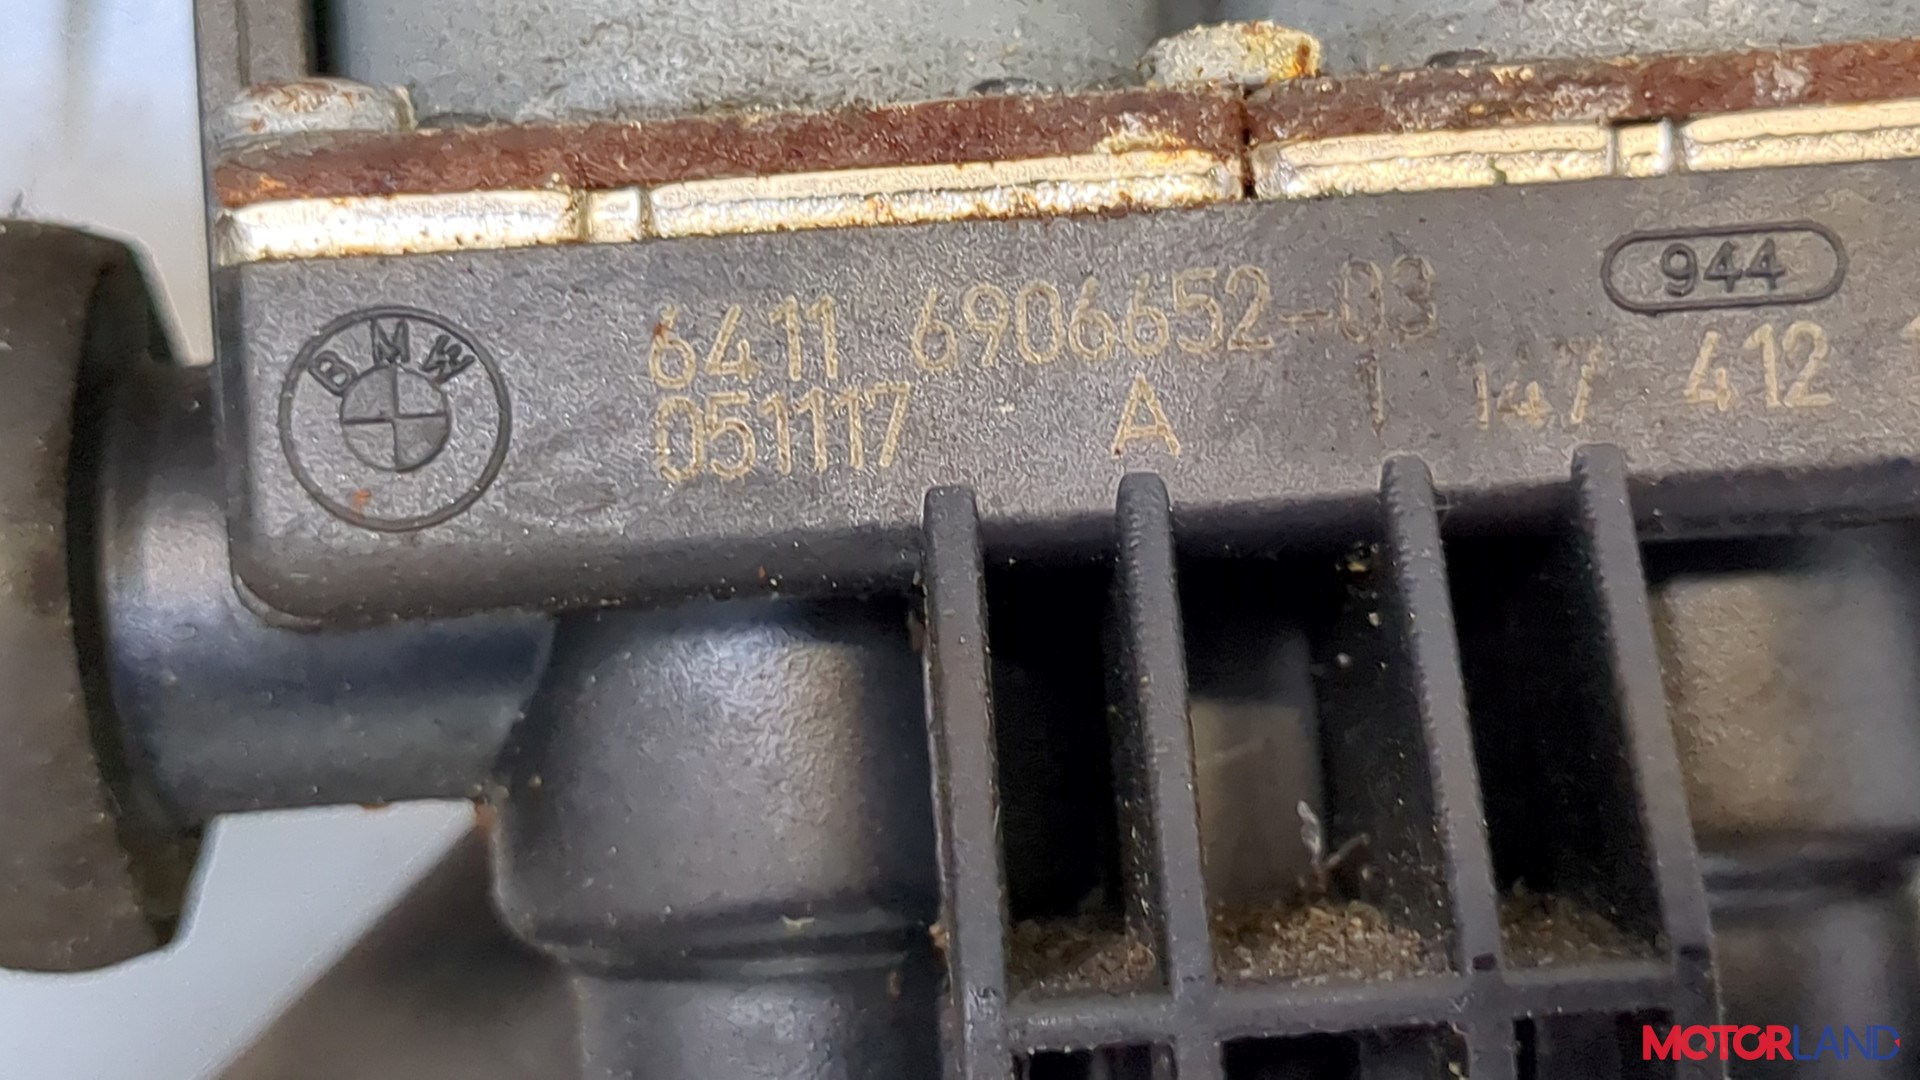 944
BMW
6411 6906652-03
051117 A 1 147 412
MOTORLAND